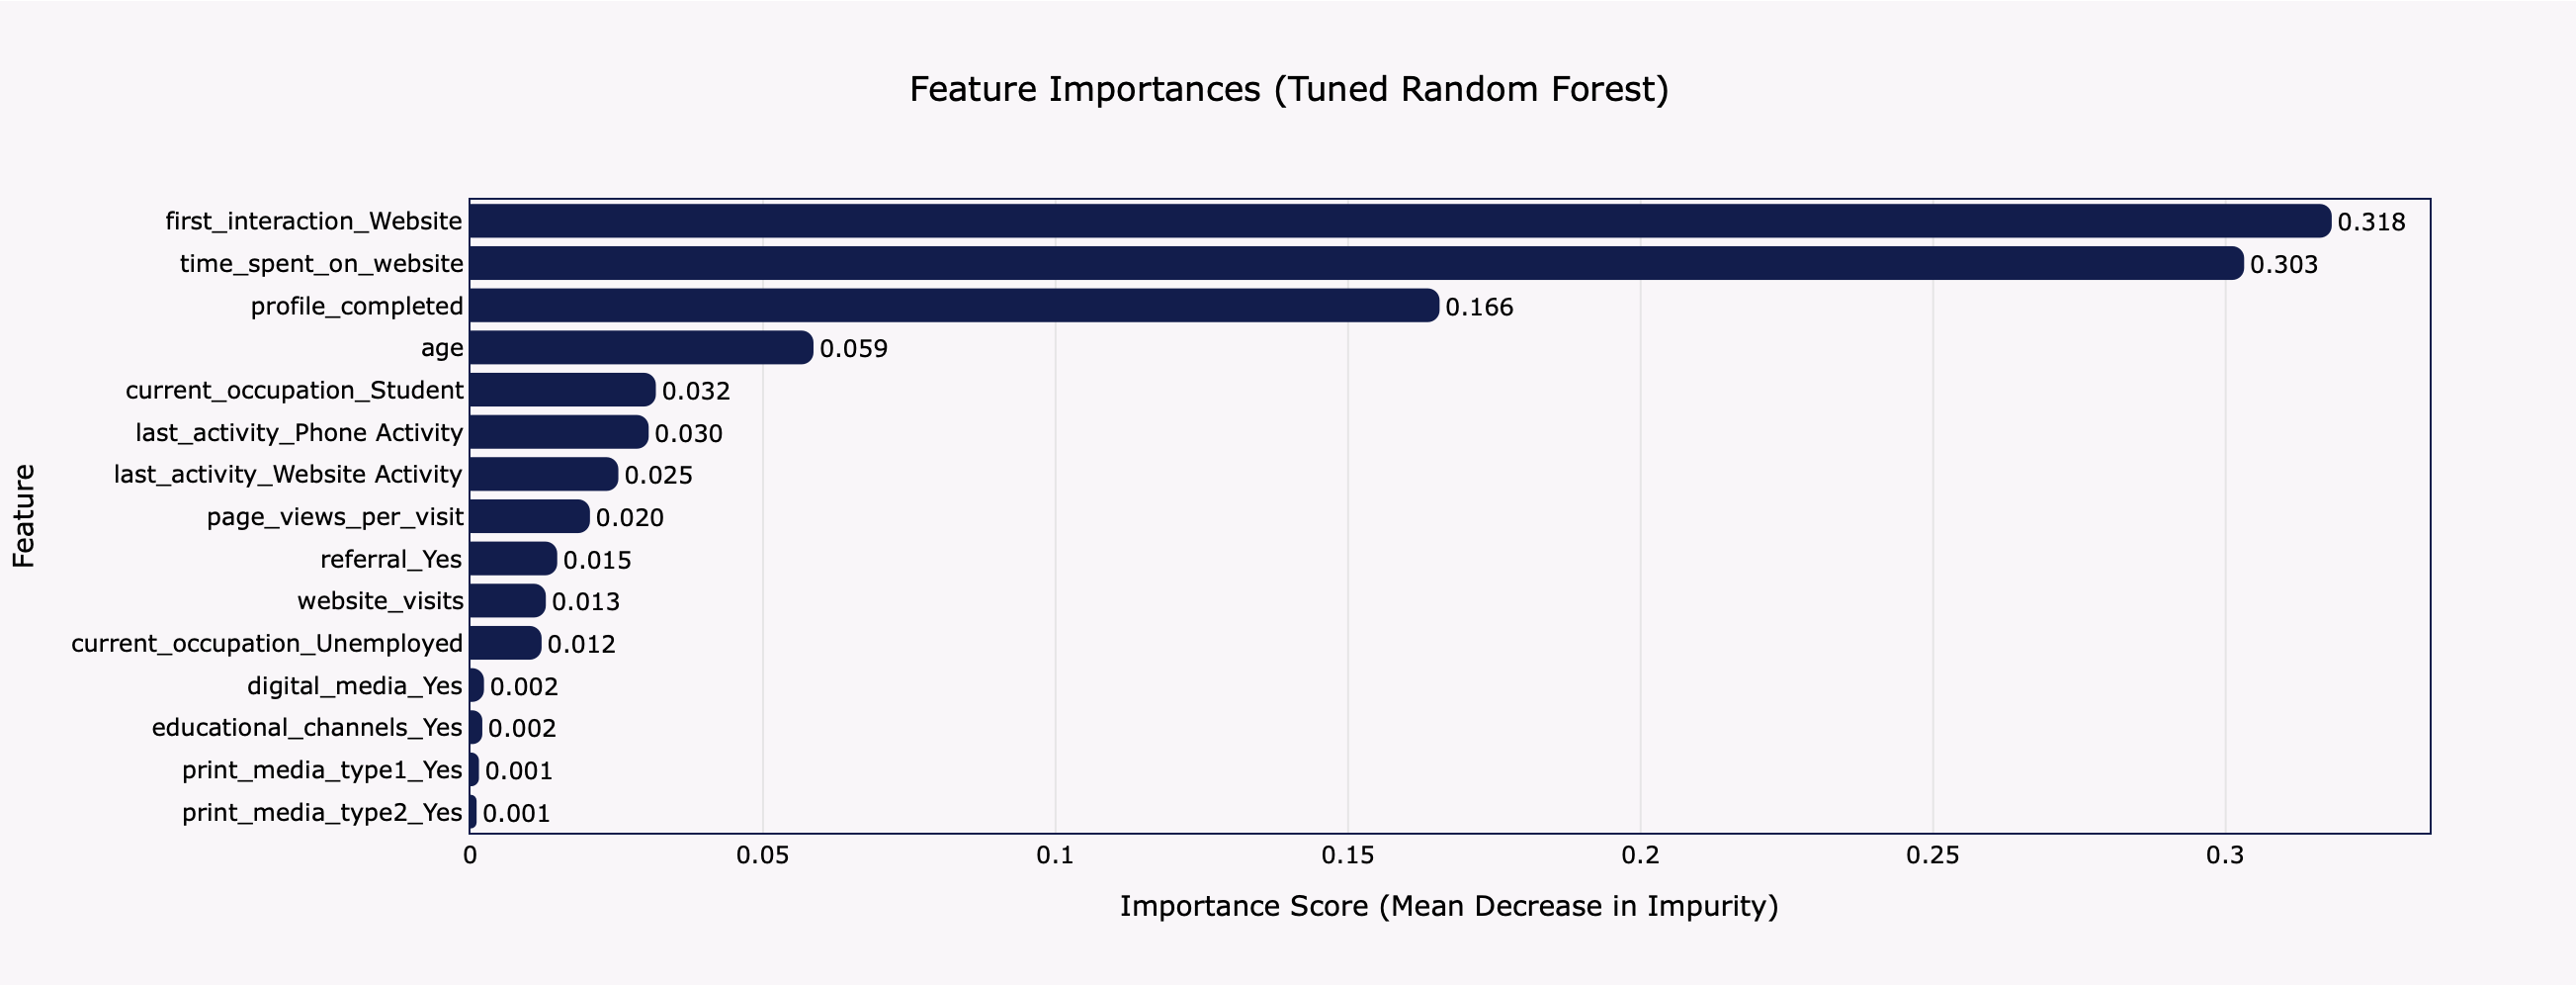 Feature Importances (Tuned Random Forest)
Feature
first_interaction_Website 0.318
time_spent_on_website 0.303
profile_completed 0.166
age 0.059
current_occupation_Student 0.032
last_activity_Phone Activity 0.030
last_activity_Website Activity 0.025
page_views_per_visit 0.020
referral_Yes 0.015
website_visits 0.013
current_occupation_Unemployed 0.012
digital_media_Yes 0.002
educational_channels_Yes 0.002
print_media_type1_Yes 0.001
print_media_type2_Yes 0.001
0 0.05 0.1 0.15 0.2 0.25 0.3
Importance Score (Mean Decrease in Impurity)